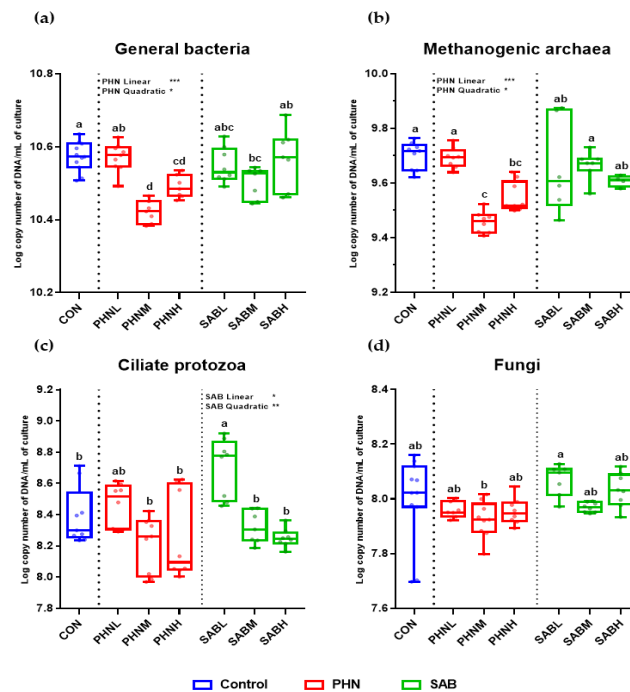 (a)
General bacteria
Log copy number of DNA/mL of culture
10.8
10.6
10.4
10.2
PHN Linear ***
PHN Quadratic *
a
ab
d
cd
abc
bc
ab
CON
PHNL
PHNM
PHNH
SABL
SABM
SABH
(b)
Methanogenic archaea
Log copy number of DNA/mL of culture
10.0
9.8
9.6
9.4
9.2
PHN Linear ***
PHN Quadratic *
a
a
c
bc
ab
a
ab
CON
PHNL
PHNM
PHNH
SABL
SABM
SABH
(c)
Ciliate protozoa
Log copy number of DNA/mL of culture
9.2
9.0
8.8
8.6
8.4
8.2
8.0
7.8
SAB Linear *
SAB Quadratic **
b
ab
b
b
a
b
b
CON
PHNL
PHNM
PHNH
SABL
SABM
SABH
(d)
Fungi
Log copy number of DNA/mL of culture
8.4
8.2
8.0
7.8
7.6
ab
ab
b
ab
a
ab
ab
CON
PHNL
PHNM
PHNH
SABL
SABM
SABH
Control
PHN
SAB